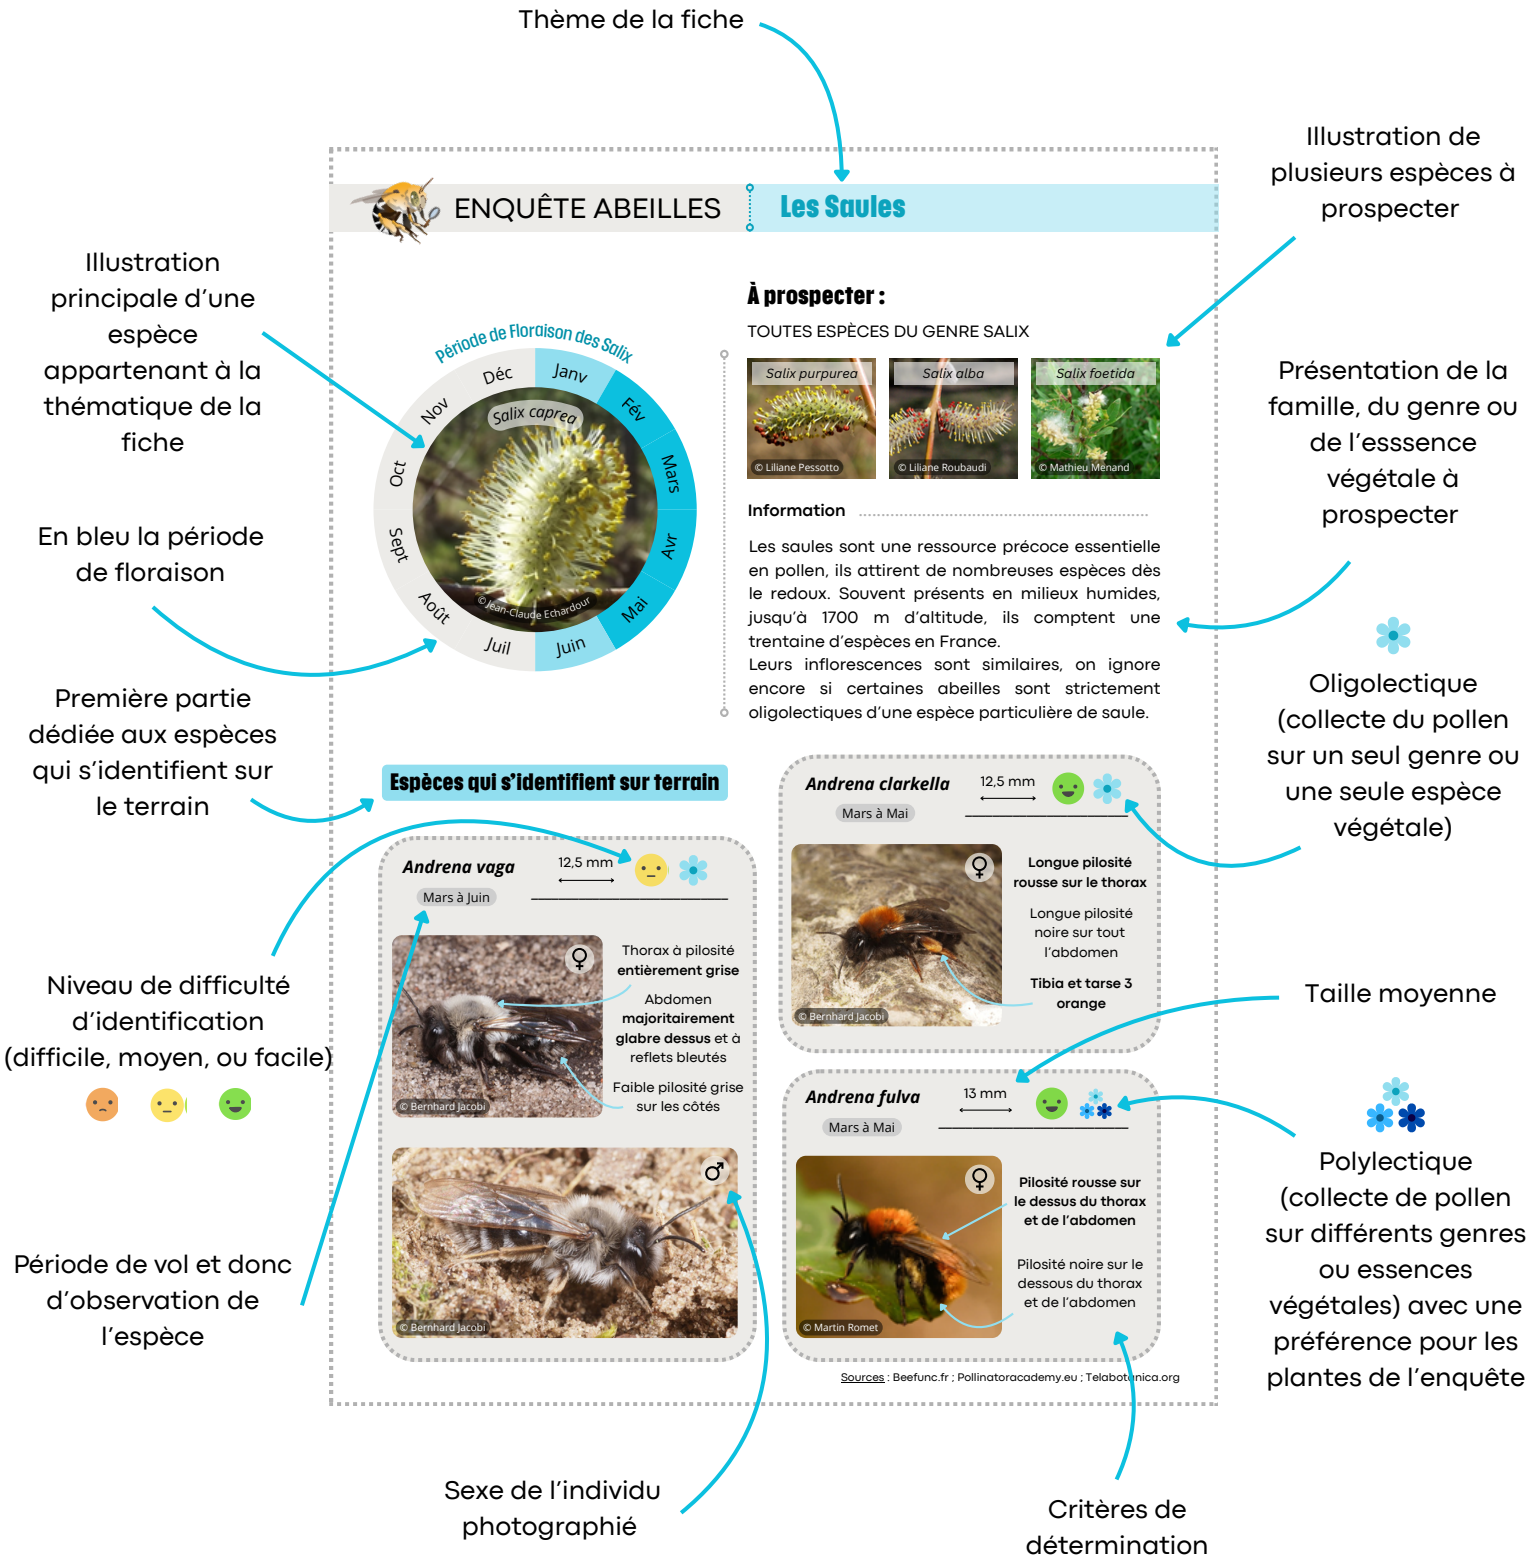 Thème de la fiche
Illustration de
plusieurs espèces à
prospecter
ENQUÊTE ABEILLES
Les Saules
Illustration
principale d'une
espèce
appartenant à la
thématique de la
fiche
À prospecter :
TOUTES ESPÈCES DU GENRE SALIX
Salix purpurea
Salix alba
Salix foetida
© Liliane Pessotto
© Liliane Roubaudi
© Mathieu Menand
Période de Floraison des Salix
Janv
Fév
Mars
Avr
Mai
Juin
Juil
Août
Sept
Oct
Nov
Déc
Salix caprea
© Jean-Claude Echardour
Présentation de la
famille, du genre ou
de l'esssence
végétale à
prospecter
En bleu la période
de floraison
Information
Les saules sont une ressource précoce essentielle
en pollen, ils attirent de nombreuses espèces dès
le redoux. Souvent présents en milieux humides,
jusqu'à 1700 m d'altitude, ils comptent une
trentaine d'espèces en France.
Leurs inflorescences sont similaires, on ignore
encore si certaines abeilles sont strictement
oligolectiques d'une espèce particulière de saule.
Oligolectique
(collecte du pollen
sur un seul genre ou
une seule espèce
végétale)
Première partie
dédiée aux espèces
qui s'identifient sur
le terrain
Espèces qui s'identifient sur terrain
Andrena vaga
12,5 mm
Mars à Juin
♀
Thorax à pilosité
entièrement grise
Abdomen
majoritairement
glabre dessus et à
reflets bleutés
Faible pilosité grise
sur les côtés
© Bernhard Jacobi
♂
© Bernhard Jacobi
Andrena clarkella
12,5 mm
Mars à Mai
♀
Longue pilosité
rousse sur le thorax
Longue pilosité
noire sur tout
l'abdomen
Tibia et tarse 3
orange
© Bernhard Jacobi
Andrena fulva
13 mm
Mars à Mai
♀
Pilosité rousse sur
le dessus du thorax
et de l'abdomen
Pilosité noire sur le
dessous du thorax
et de l'abdomen
© Martin Romet
Sources : Beefunc.fr ; Pollinatoracademy.eu ; Telabotanica.org
Niveau de difficulté
d'identification
(difficile, moyen, ou facile)
Taille moyenne
Période de vol et donc
d'observation de
l'espèce
Polylectique
(collecte de pollen
sur différents genres
ou essences
végétales) avec une
préférence pour les
plantes de l'enquête
Sexe de l'individu
photographié
Critères de
détermination